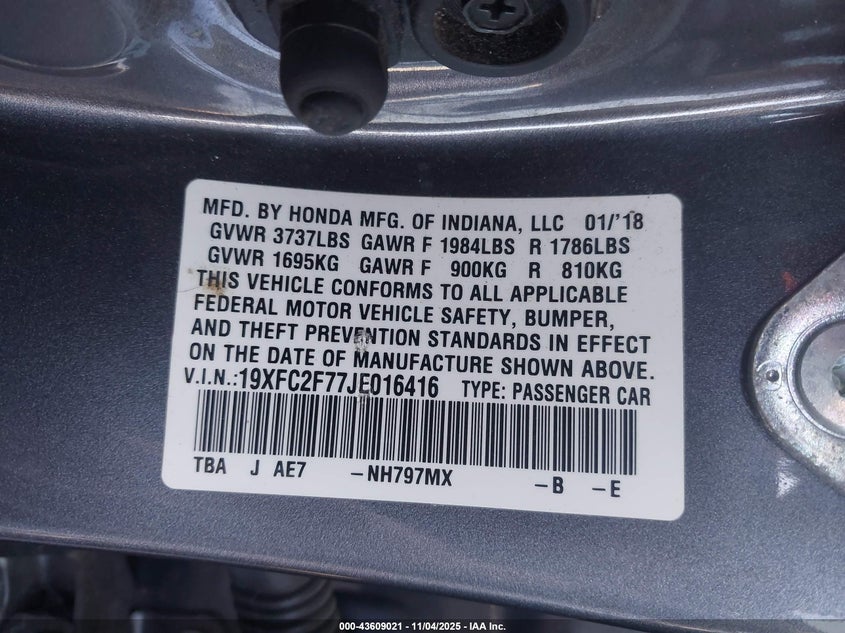 MFD. BY HONDA MFG. OF INDIANA, LLC 01/'18
GVWR 3737LBS GAWR F 1984LBS R 1786LBS
GVWR 1695KG GAWR F 900KG R 810KG
THIS VEHICLE CONFORMS TO ALL APPLICABLE
FEDERAL MOTOR VEHICLE SAFETY, BUMPER,
AND THEFT PREVENTION STANDARDS IN EFFECT
ON THE DATE OF MANUFACTURE SHOWN ABOVE.
V.I.N.:19XFC2F77JE016416 TYPE: PASSENGER CAR
TBA J AE7 -NH797MX -B -E
000-43609021 - 11/04/2025 - IAA Inc.